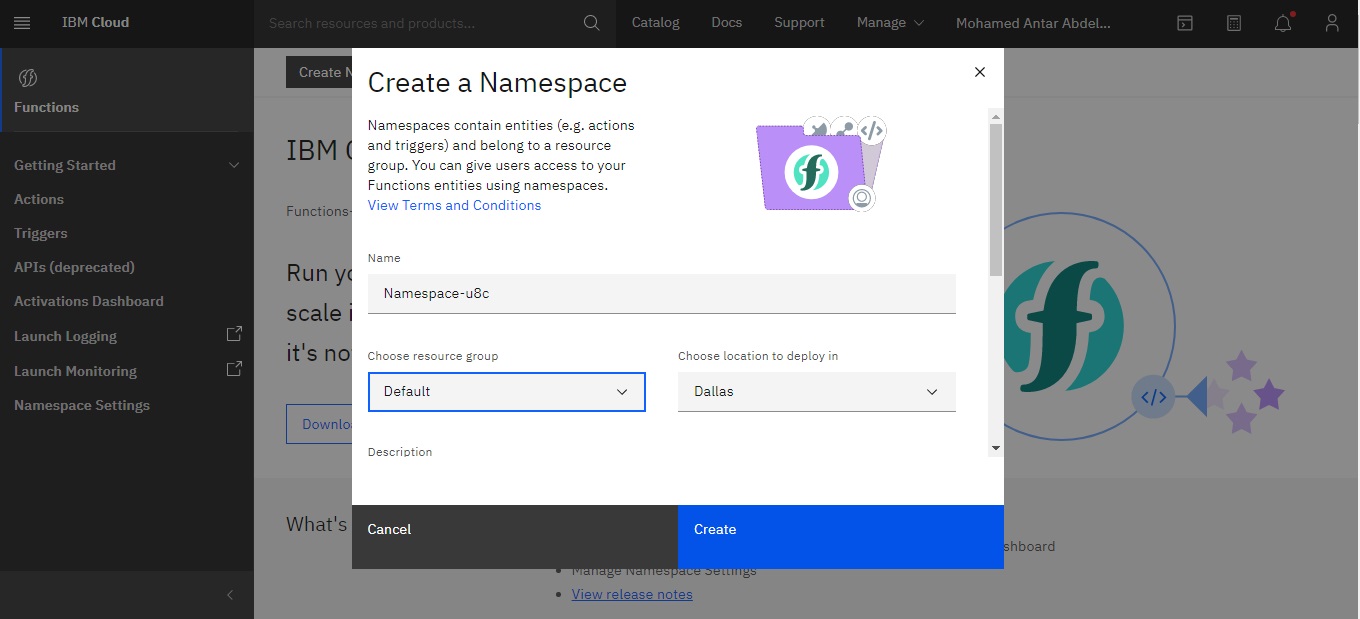 IBM Cloud
Search resources and products...
Catalog
Docs
Support
Manage
Mohamed Antar Abdel...
Functions
Getting Started
Actions
Triggers
APIs (deprecated)
Activations Dashboard
Launch Logging
Launch Monitoring
Namespace Settings
Create N
IBM C
Functions-
Run yo
scale i
it's no
Downlo
What's
Create a Namespace
Namespaces contain entities (e.g. actions
and triggers) and belong to a resource
group. You can give users access to your
Functions entities using namespaces.
View Terms and Conditions
Name
Namespace-u8c
Choose resource group
Choose location to deploy in
Default
Dallas
Description
Cancel
Create
</>
</>
shboard
Manage Namespace Settings
View release notes